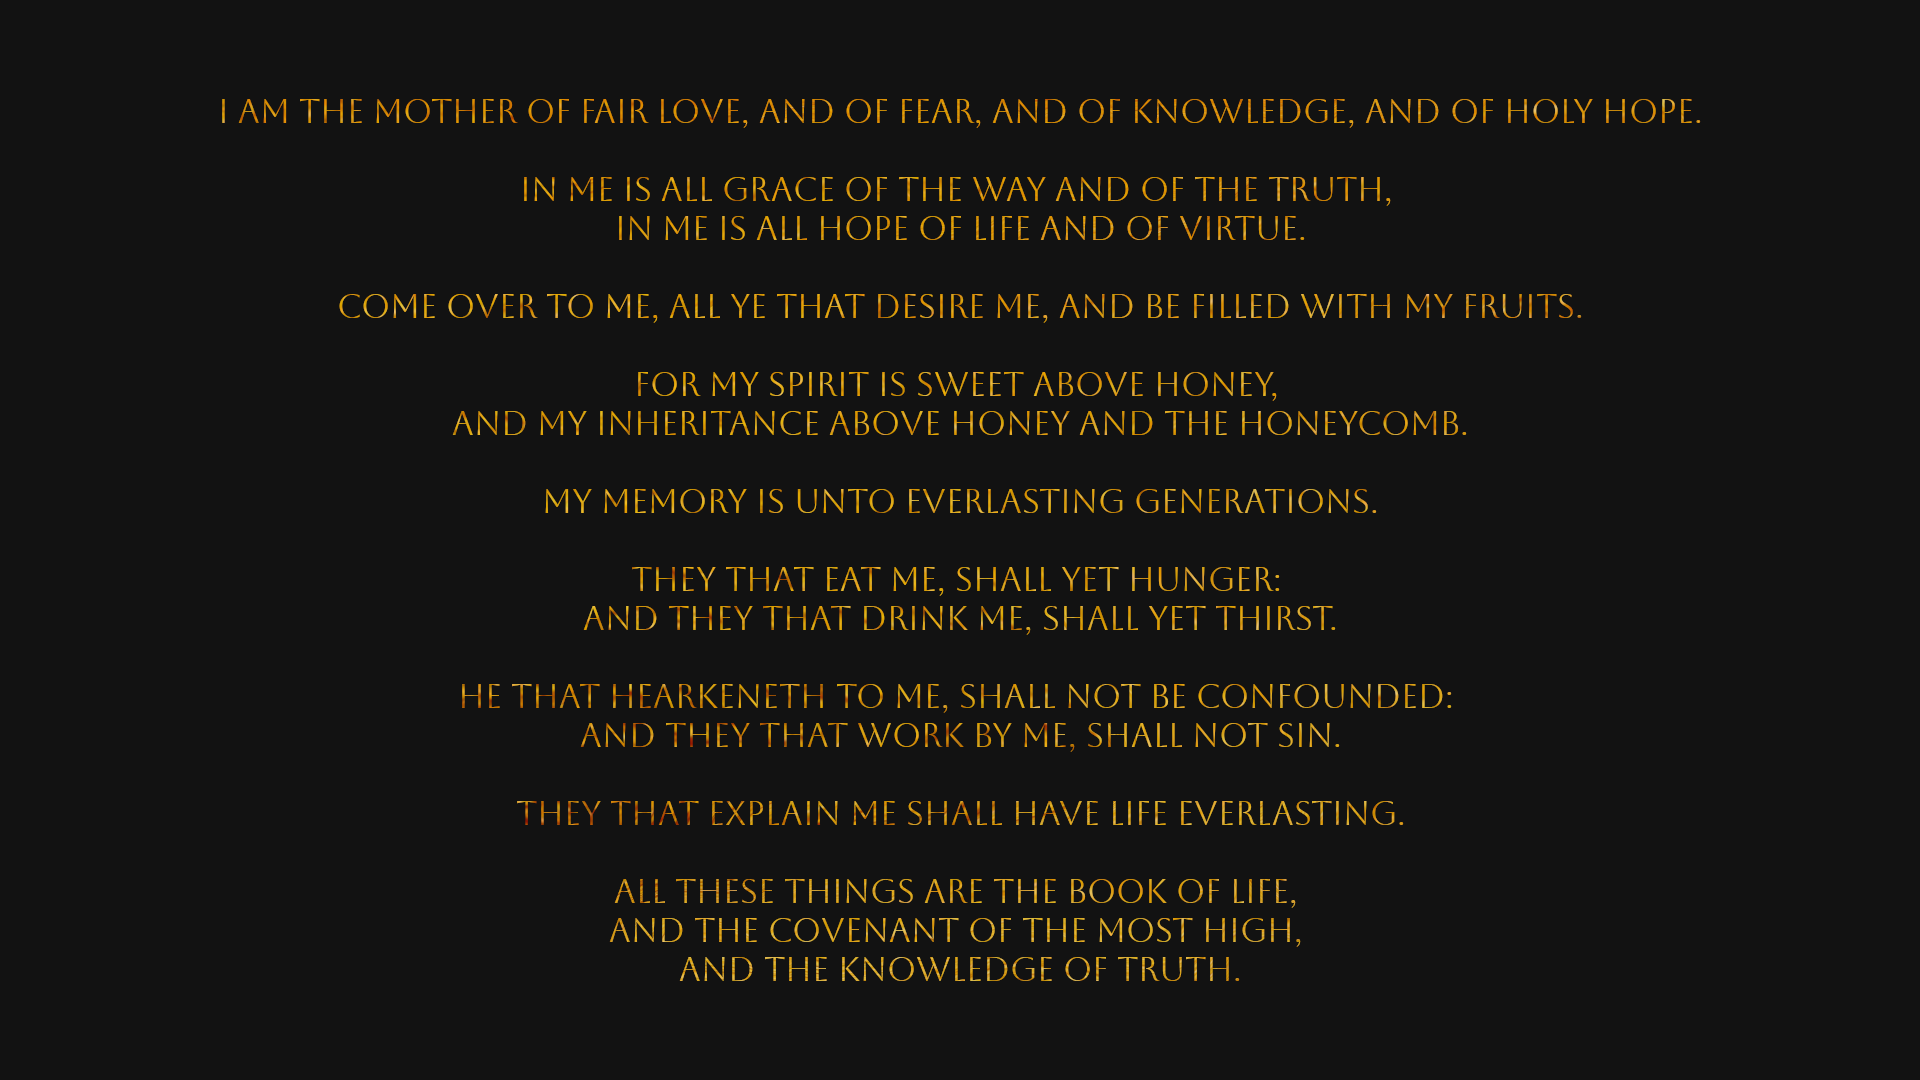 I AM THE MOTHER OF FAIR LOVE, AND OF FEAR, AND OF KNOWLEDGE, AND OF HOLY HOPE.
IN ME IS ALL GRACE OF THE WAY AND OF THE TRUTH,
IN ME IS ALL HOPE OF LIFE AND OF VIRTUE.
COME OVER TO ME, ALL YE THAT DESIRE ME, AND BE FILLED WITH MY FRUITS.
FOR MY SPIRIT IS SWEET ABOVE HONEY,
AND MY INHERITANCE ABOVE HONEY AND THE HONEYCOMB.
MY MEMORY IS UNTO EVERLASTING GENERATIONS.
THEY THAT EAT ME, SHALL YET HUNGER:
AND THEY THAT DRINK ME, SHALL YET THIRST.
HE THAT HEARKENETH TO ME, SHALL NOT BE CONFOUNDED:
AND THEY THAT WORK BY ME, SHALL NOT SIN.
THEY THAT EXPLAIN ME SHALL HAVE LIFE EVERLASTING.
ALL THESE THINGS ARE THE BOOK OF LIFE,
AND THE COVENANT OF THE MOST HIGH,
AND THE KNOWLEDGE OF TRUTH.